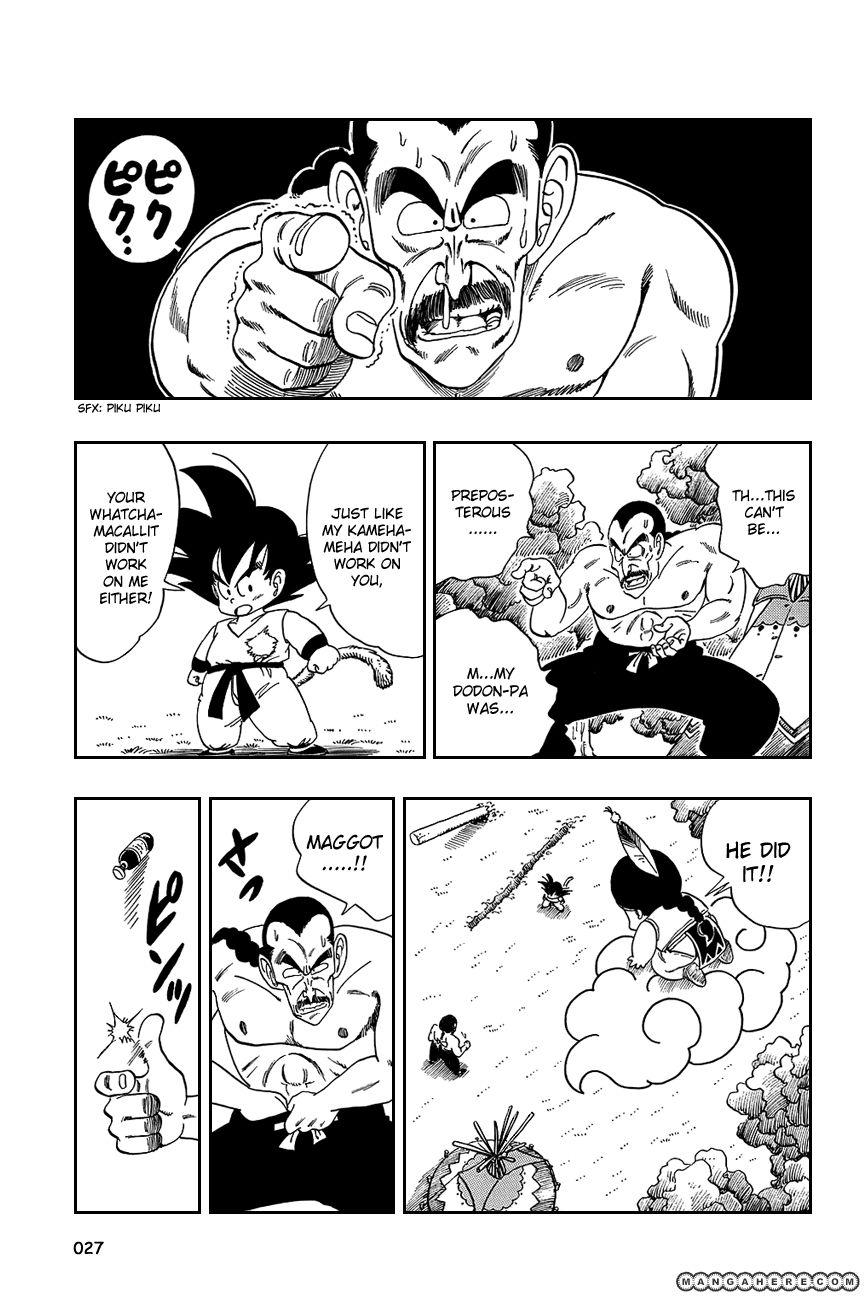 ピク
ピク…
SFX: PIKU PIKU
TH...THIS
CAN'T
BE...
PREPOS-
TEROUS
......
M...MY
DODON-PA
WAS...
JUST LIKE
MY KAMEHA-
MEHA DIDN'T
WORK ON
YOU,
YOUR
WHATCHA-
MACALLIT
DIDN'T
WORK
ON ME
EITHER!
HE DID
IT!!
MAGGOT
.....!!
さっ
ピンッ
027
MANGAHERE.COM